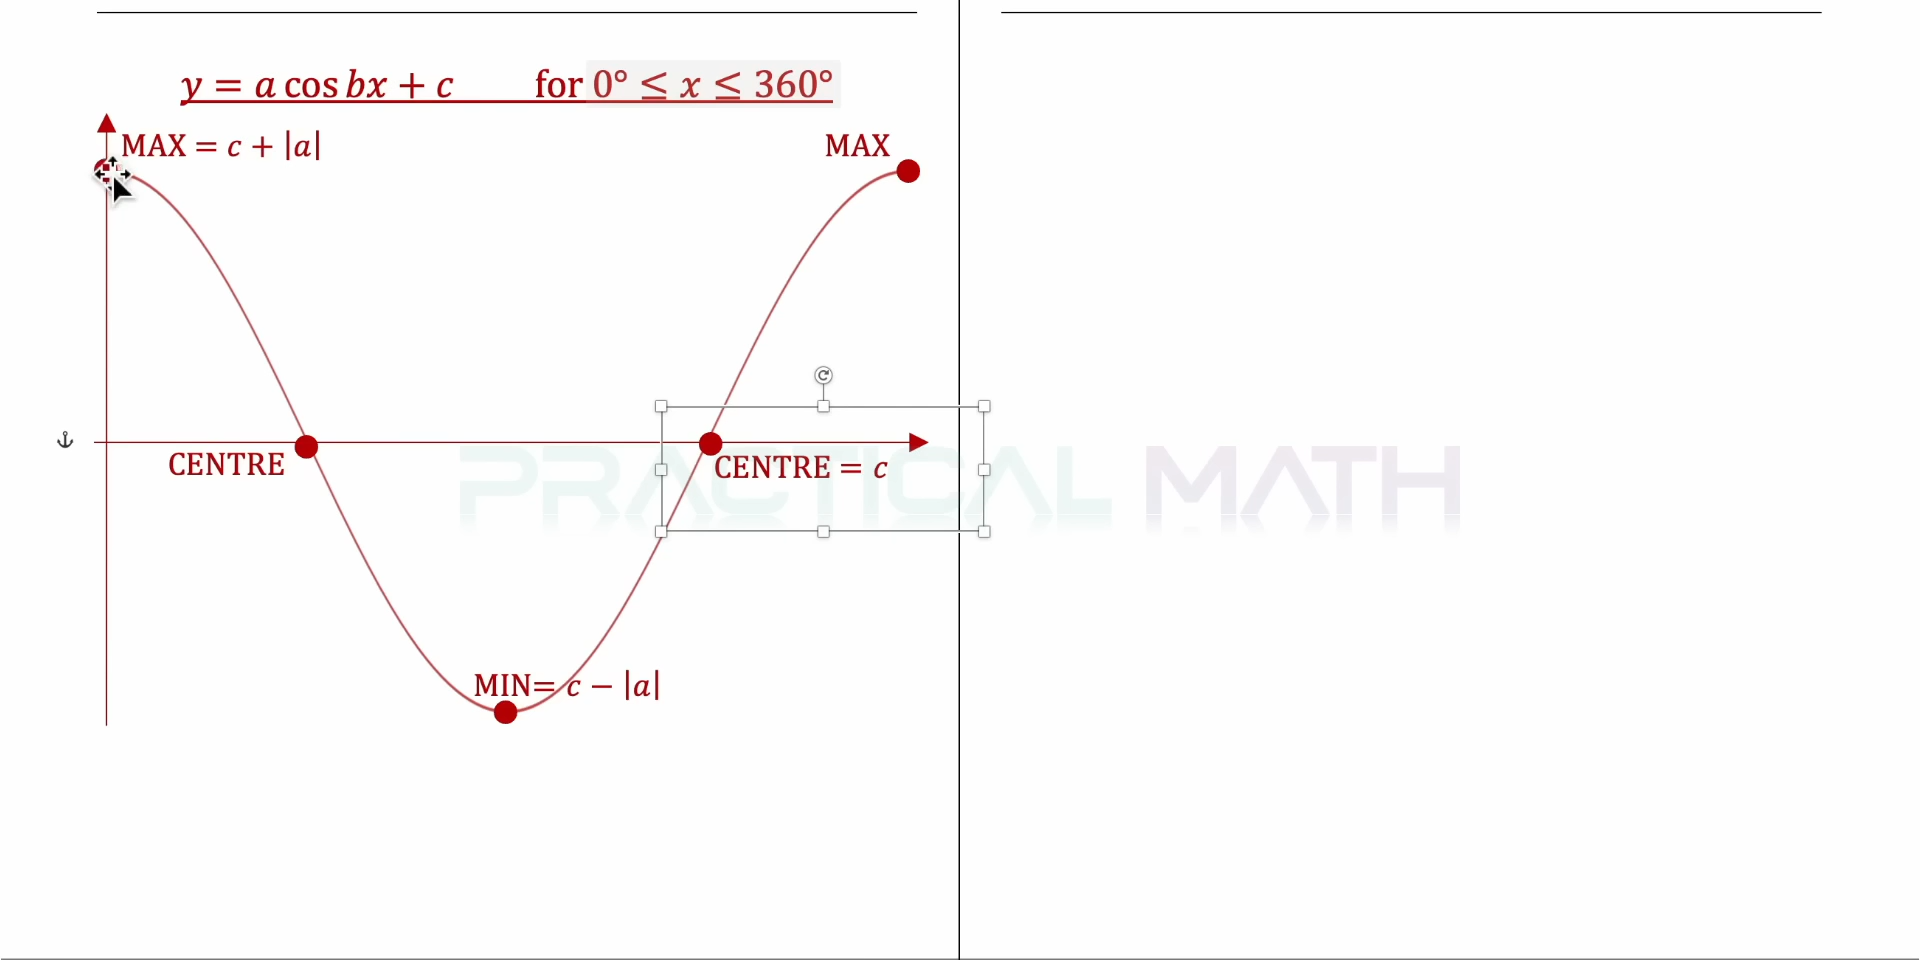 y = a cos bx + c for 0° ≤ x ≤ 360°
MAX = c + |a|
MAX
CENTRE
CENTRE = c
PRACTICAL MATH
MIN= c − |a|